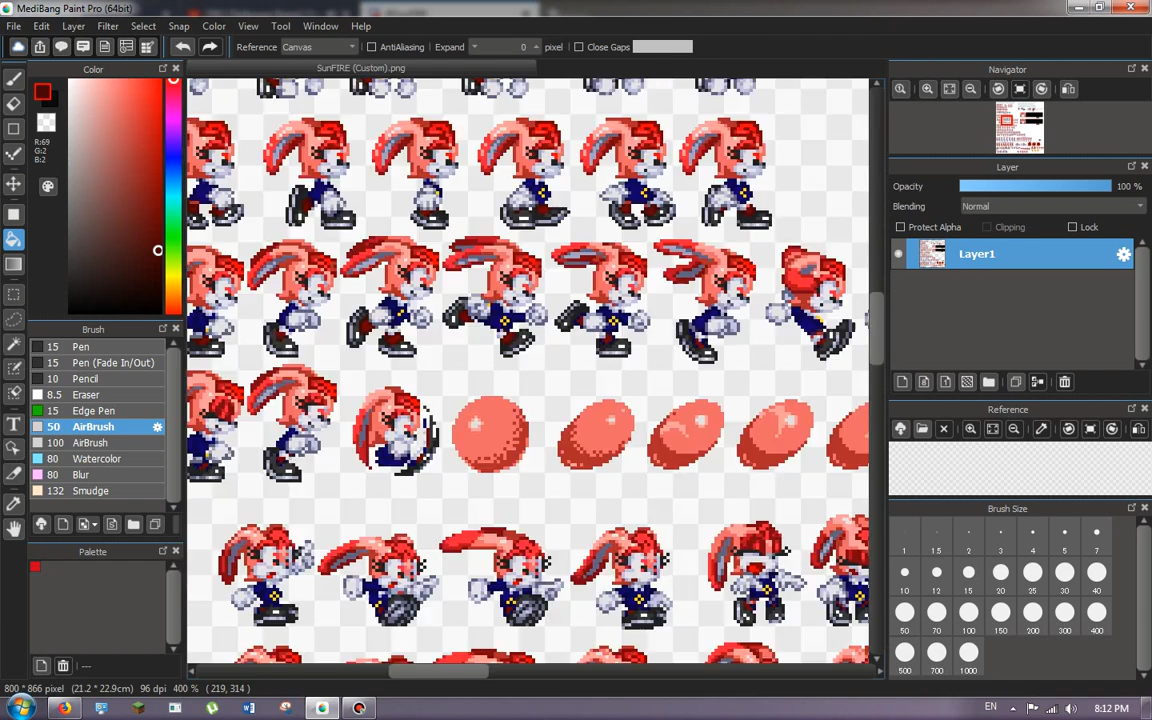 MediBang Paint Pro (64bit)
File Edit Layer Filter Select Snap Color View Tool Window Help
Reference Canvas AntiAliasing Expand 0 pixel Close Gaps
SunFIRE (Custom).png
Color
R:69
G:2
B:2
Brush
15 Pen
15 Pen (Fade In/Out)
10 Pencil
8.5 Eraser
15 Edge Pen
50 AirBrush
100 AirBrush
80 Watercolor
80 Blur
132 Smudge
Palette
---
Navigator
Layer
Opacity 100 %
Blending Normal
Protect Alpha Clipping Lock
Layer1
Reference
Brush Size
1 1.5 2 3 4 5 7
10 12 15 20 25 30 40
50 70 100 150 200 300 400
500 700 1000
800 * 866 pixel (21.2 * 22.9cm) 96 dpi 400 % ( 219, 314 )
EN 8:12 PM